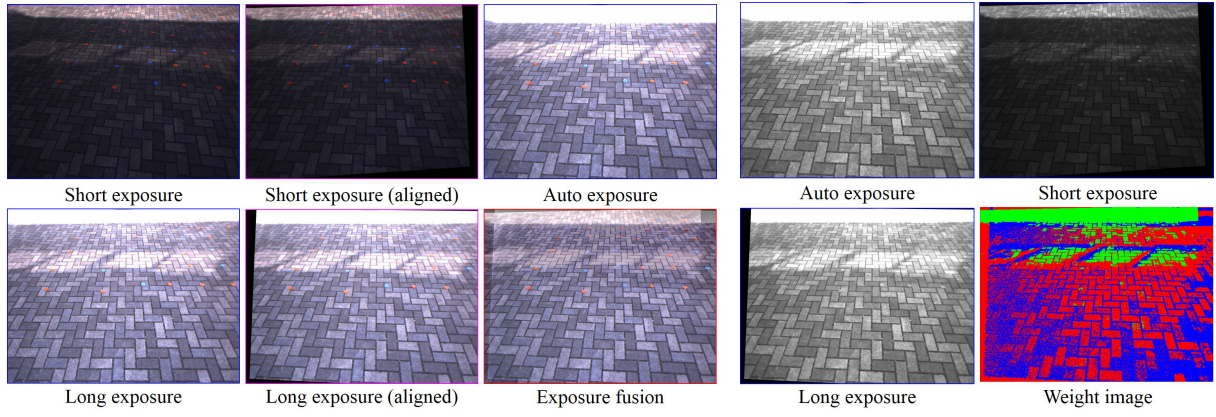 Short exposure
Short exposure (aligned)
Auto exposure
Auto exposure
Short exposure
Long exposure
Long exposure (aligned)
Exposure fusion
Long exposure
Weight image